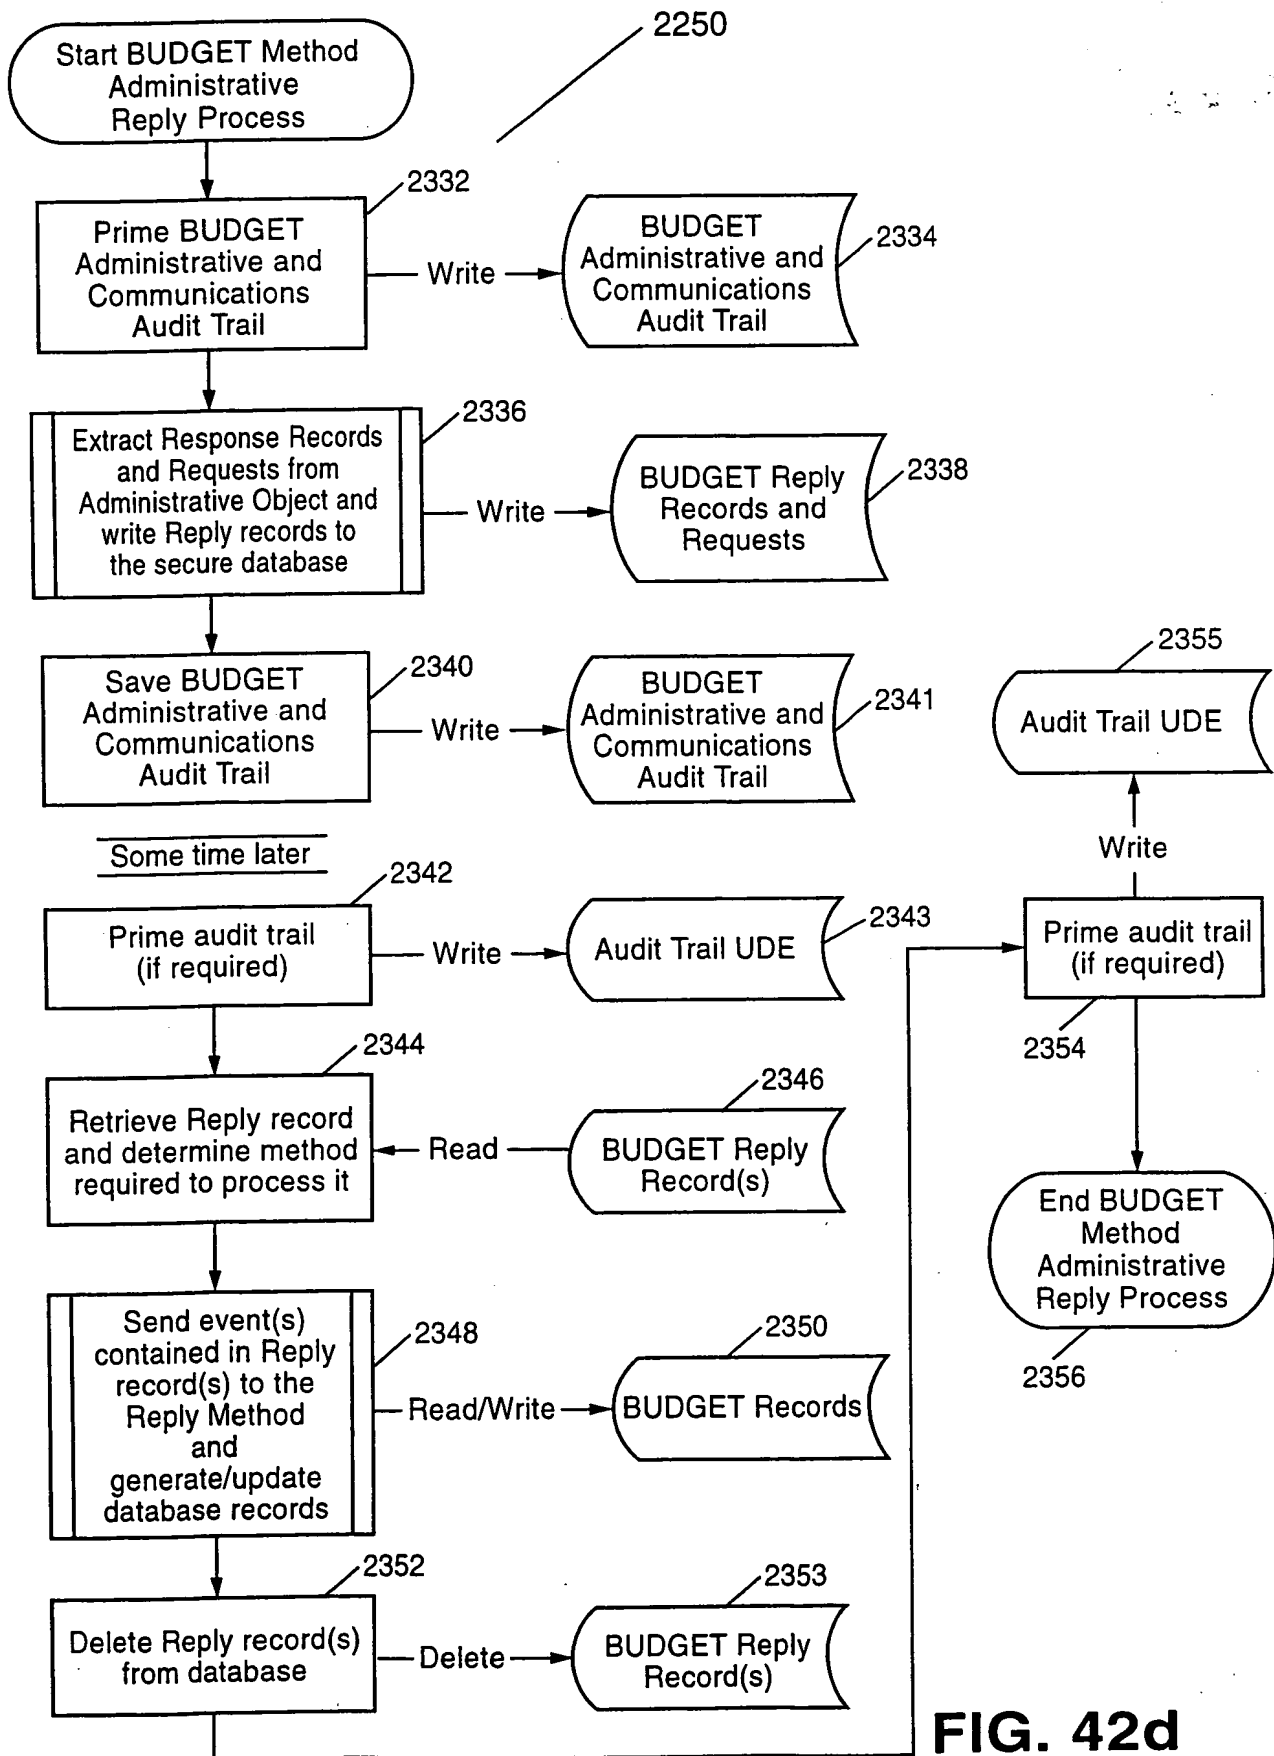 2250
Start BUDGET Method
Administrative
Reply Process
2332
Prime BUDGET
Administrative and
Communications
Audit Trail
Write
BUDGET
Administrative and
Communications
Audit Trail
2334
2336
Extract Response Records
and Requests from
Administrative Object and
write Reply records to
the secure database
Write
BUDGET Reply
Records and
Requests
2338
2340
Save BUDGET
Administrative and
Communications
Audit Trail
Write
BUDGET
Administrative and
Communications
Audit Trail
2341
Some time later
2342
Prime audit trail
(if required)
Write
Audit Trail UDE
2343
2344
Retrieve Reply record
and determine method
required to process it
Read
2346
BUDGET Reply
Record(s)
Send event(s)
contained in Reply
record(s) to the
Reply Method
and
generate/update
database records
2348
Read/Write
2350
BUDGET Records
2352
Delete Reply record(s)
from database
Delete
2353
BUDGET Reply
Record(s)
2355
Audit Trail UDE
Write
Prime audit trail
(if required)
2354
End BUDGET
Method
Administrative
Reply Process
2356
FIG. 42d